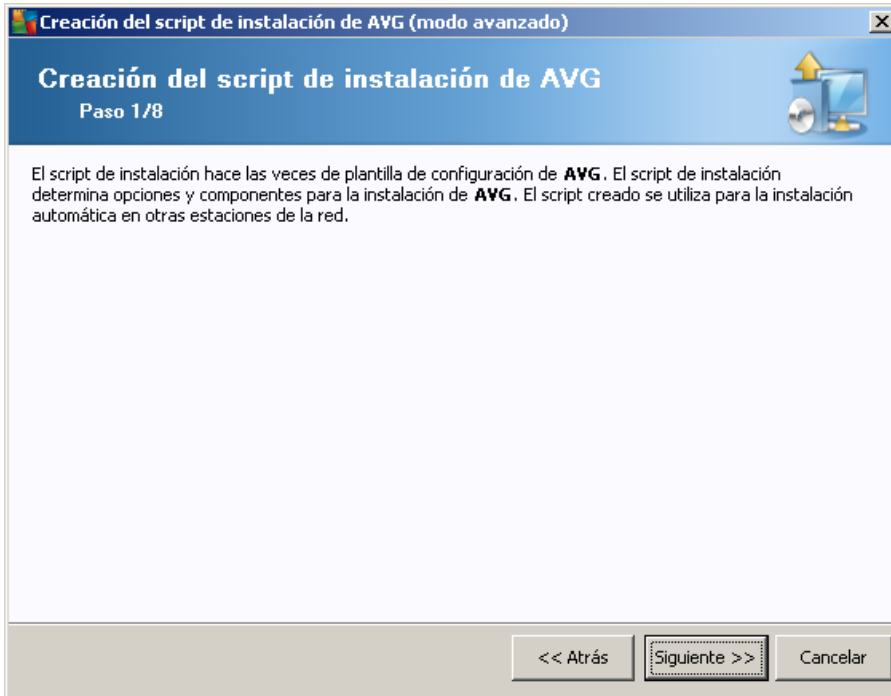 Creación del script de instalación de AVG (modo avanzado)
Creación del script de instalación de AVG
Paso 1/8
El script de instalación hace las veces de plantilla de configuración de AVG. El script de instalación
determina opciones y componentes para la instalación de AVG. El script creado se utiliza para la instalación
automática en otras estaciones de la red.
<< Atrás
Siguiente >>
Cancelar